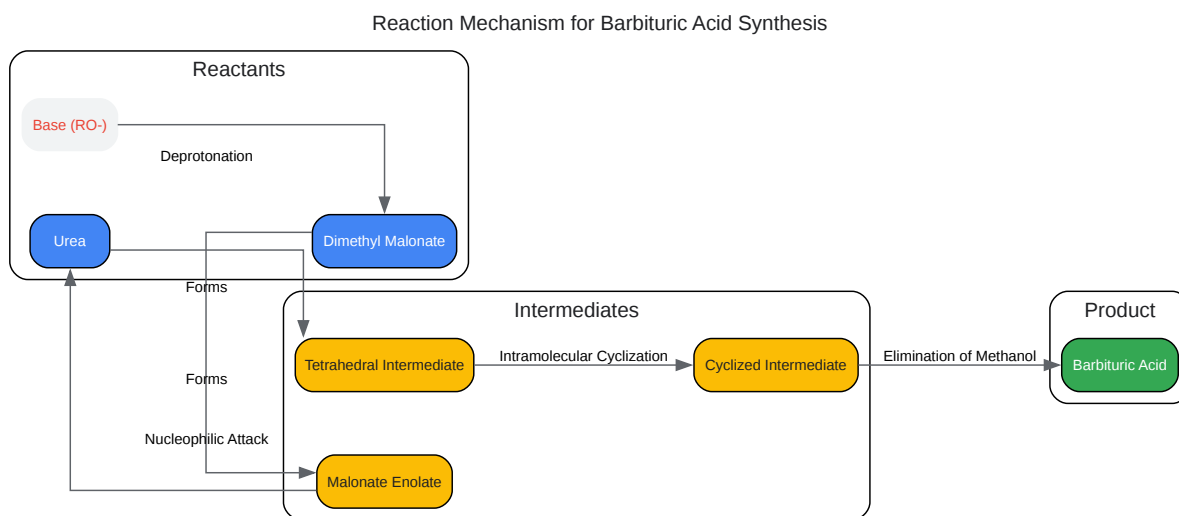 Reaction Mechanism for Barbituric Acid Synthesis
Reactants
Base (RO-)
Deprotonation
Urea
Dimethyl Malonate
Forms
Intermediates
Product
Tetrahedral Intermediate
Intramolecular Cyclization
Cyclized Intermediate
Elimination of Methanol
Barbituric Acid
Forms
Nucleophilic Attack
Malonate Enolate